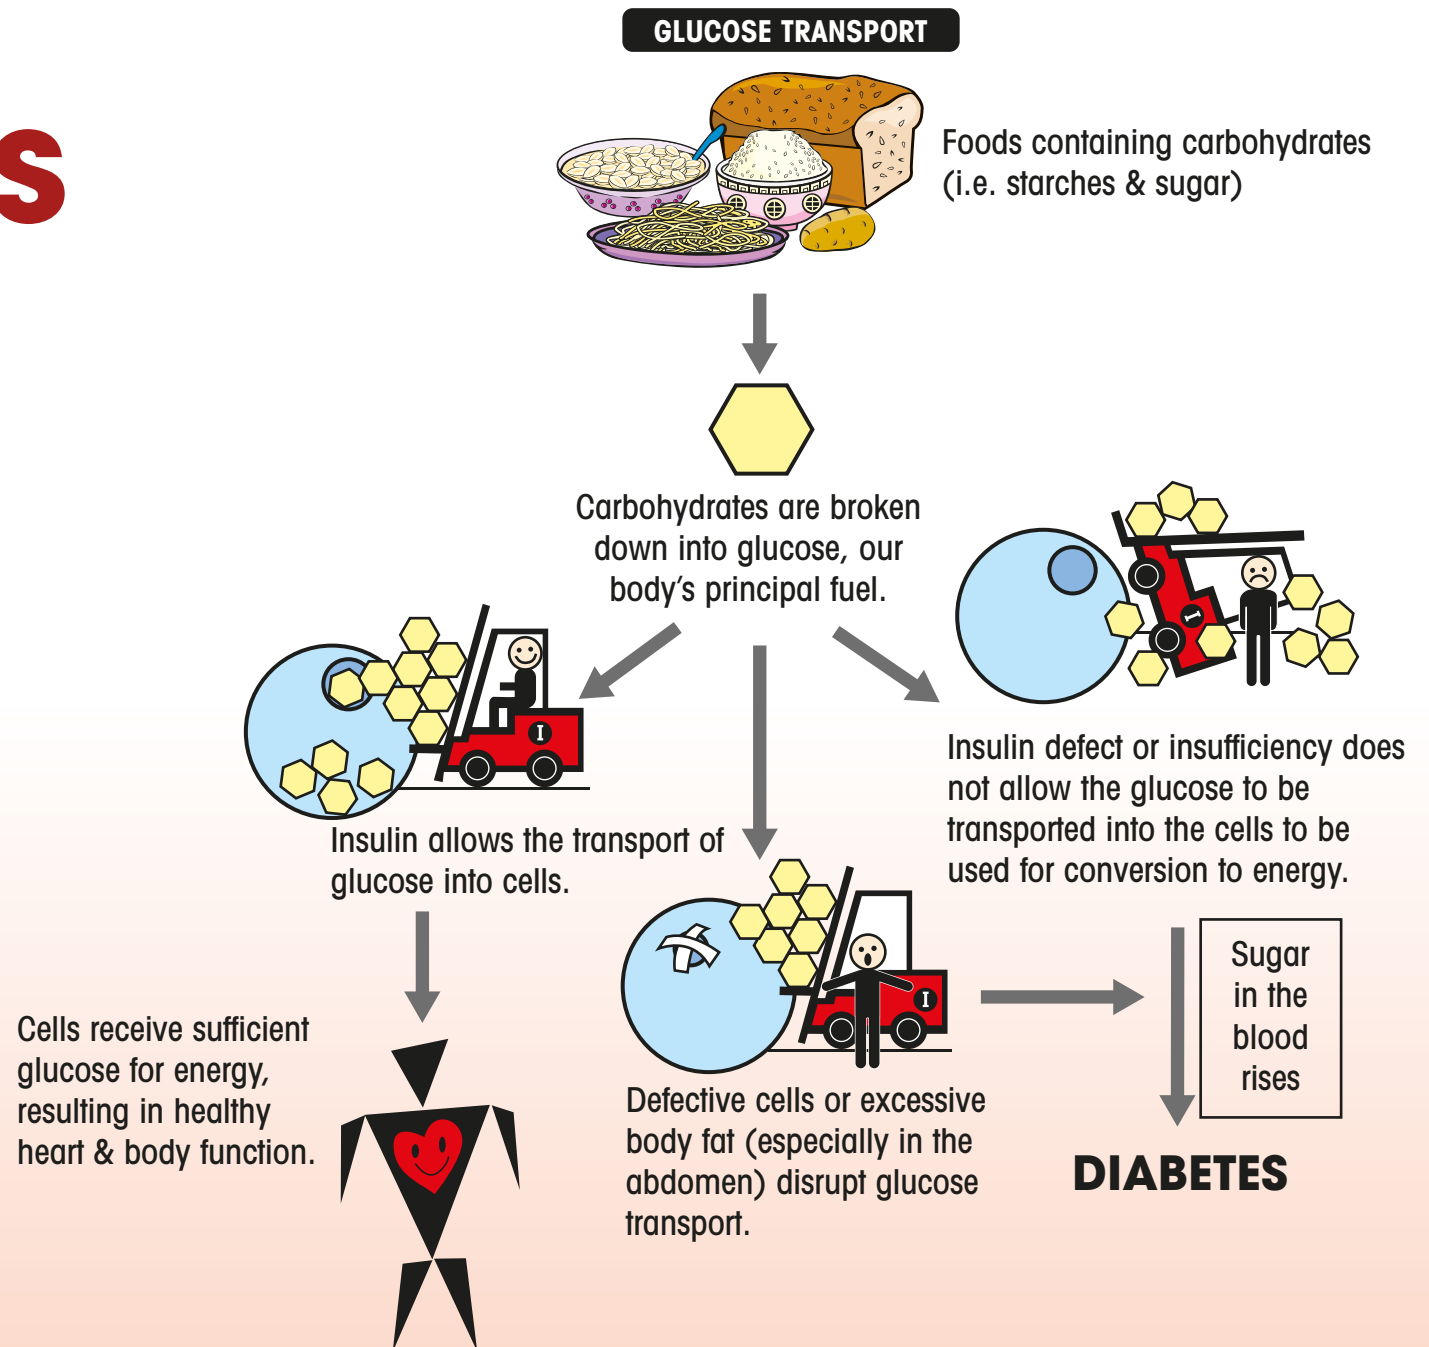 GLUCOSE TRANSPORT
S
Foods containing carbohydrates
(i.e. starches & sugar)
Carbohydrates are broken
down into glucose, our
body's principal fuel.
I
Insulin allows the transport of
glucose into cells.
I
Insulin defect or insufficiency does
not allow the glucose to be
transported into the cells to be
used for conversion to energy.
Cells receive sufficient
glucose for energy,
resulting in healthy
heart & body function.
I
Defective cells or excessive
body fat (especially in the
abdomen) disrupt glucose
transport.
Sugar
in the
blood
rises
DIABETES